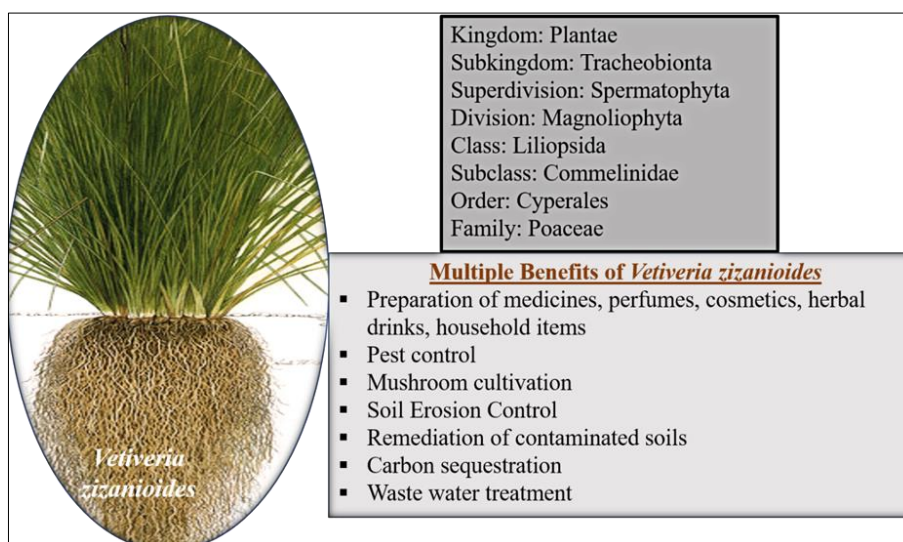 Kingdom: Plantae
Subkingdom: Tracheobionta
Superdivision: Spermatophyta
Division: Magnoliophyta
Class: Liliopsida
Subclass: Commelinidae
Order: Cyperales
Family: Poaceae
Multiple Benefits of Vetiveria zizanioides
▪ Preparation of medicines, perfumes, cosmetics, herbal
drinks, household items
▪ Pest control
▪ Mushroom cultivation
▪ Soil Erosion Control
▪ Remediation of contaminated soils
▪ Carbon sequestration
▪ Waste water treatment
Vetiveria
zizanioides